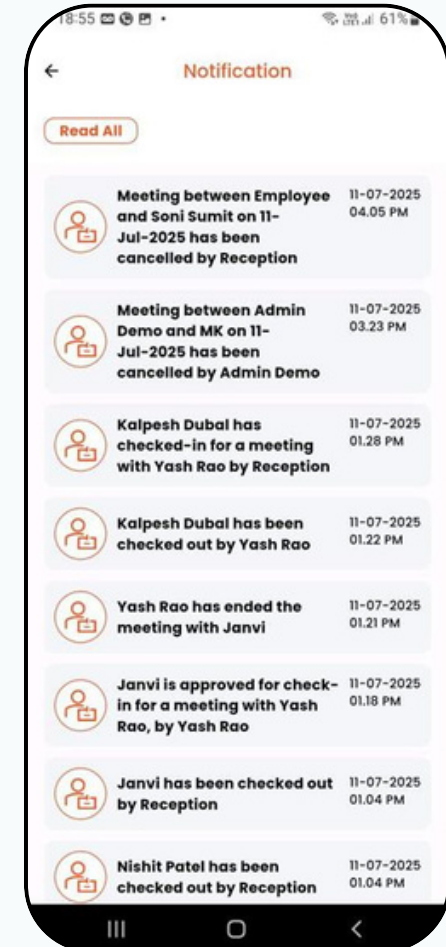 18:55
61%
Notification
Read All
Meeting between Employee 11-07-2025
and Soni Sumit on 11- 04.05 PM
Jul-2025 has been
cancelled by Reception
Meeting between Admin 11-07-2025
Demo and MK on 11- 03.23 PM
Jul-2025 has been
cancelled by Admin Demo
Kalpesh Dubal has 11-07-2025
checked-in for a meeting 01.28 PM
with Yash Rao by Reception
Kalpesh Dubal has been 11-07-2025
checked out by Yash Rao 01.22 PM
Yash Rao has ended the 11-07-2025
meeting with Janvi 01.21 PM
Janvi is approved for check- 11-07-2025
in for a meeting with Yash 01.18 PM
Rao, by Yash Rao
Janvi has been checked out 11-07-2025
by Reception 01.04 PM
Nishit Patel has been 11-07-2025
checked out by Reception 01.04 PM